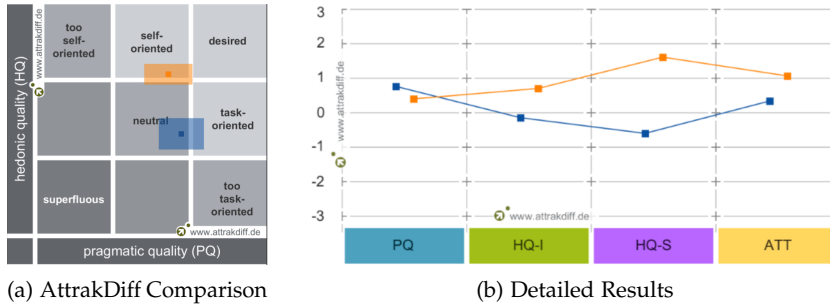 too
self-
oriented
self-
oriented
desired
neutral
task-
oriented
superfluous
too
task-
oriented
hedonic quality (HQ)
www.attrakdiff.de
www.attrakdiff.de
pragmatic quality (PQ)
(a) AttrakDiff Comparison
3
2
1
0
-1
-2
-3
www.attrakdiff.de
www.attrakdiff.de
PQ
HQ-I
HQ-S
ATT
(b) Detailed Results